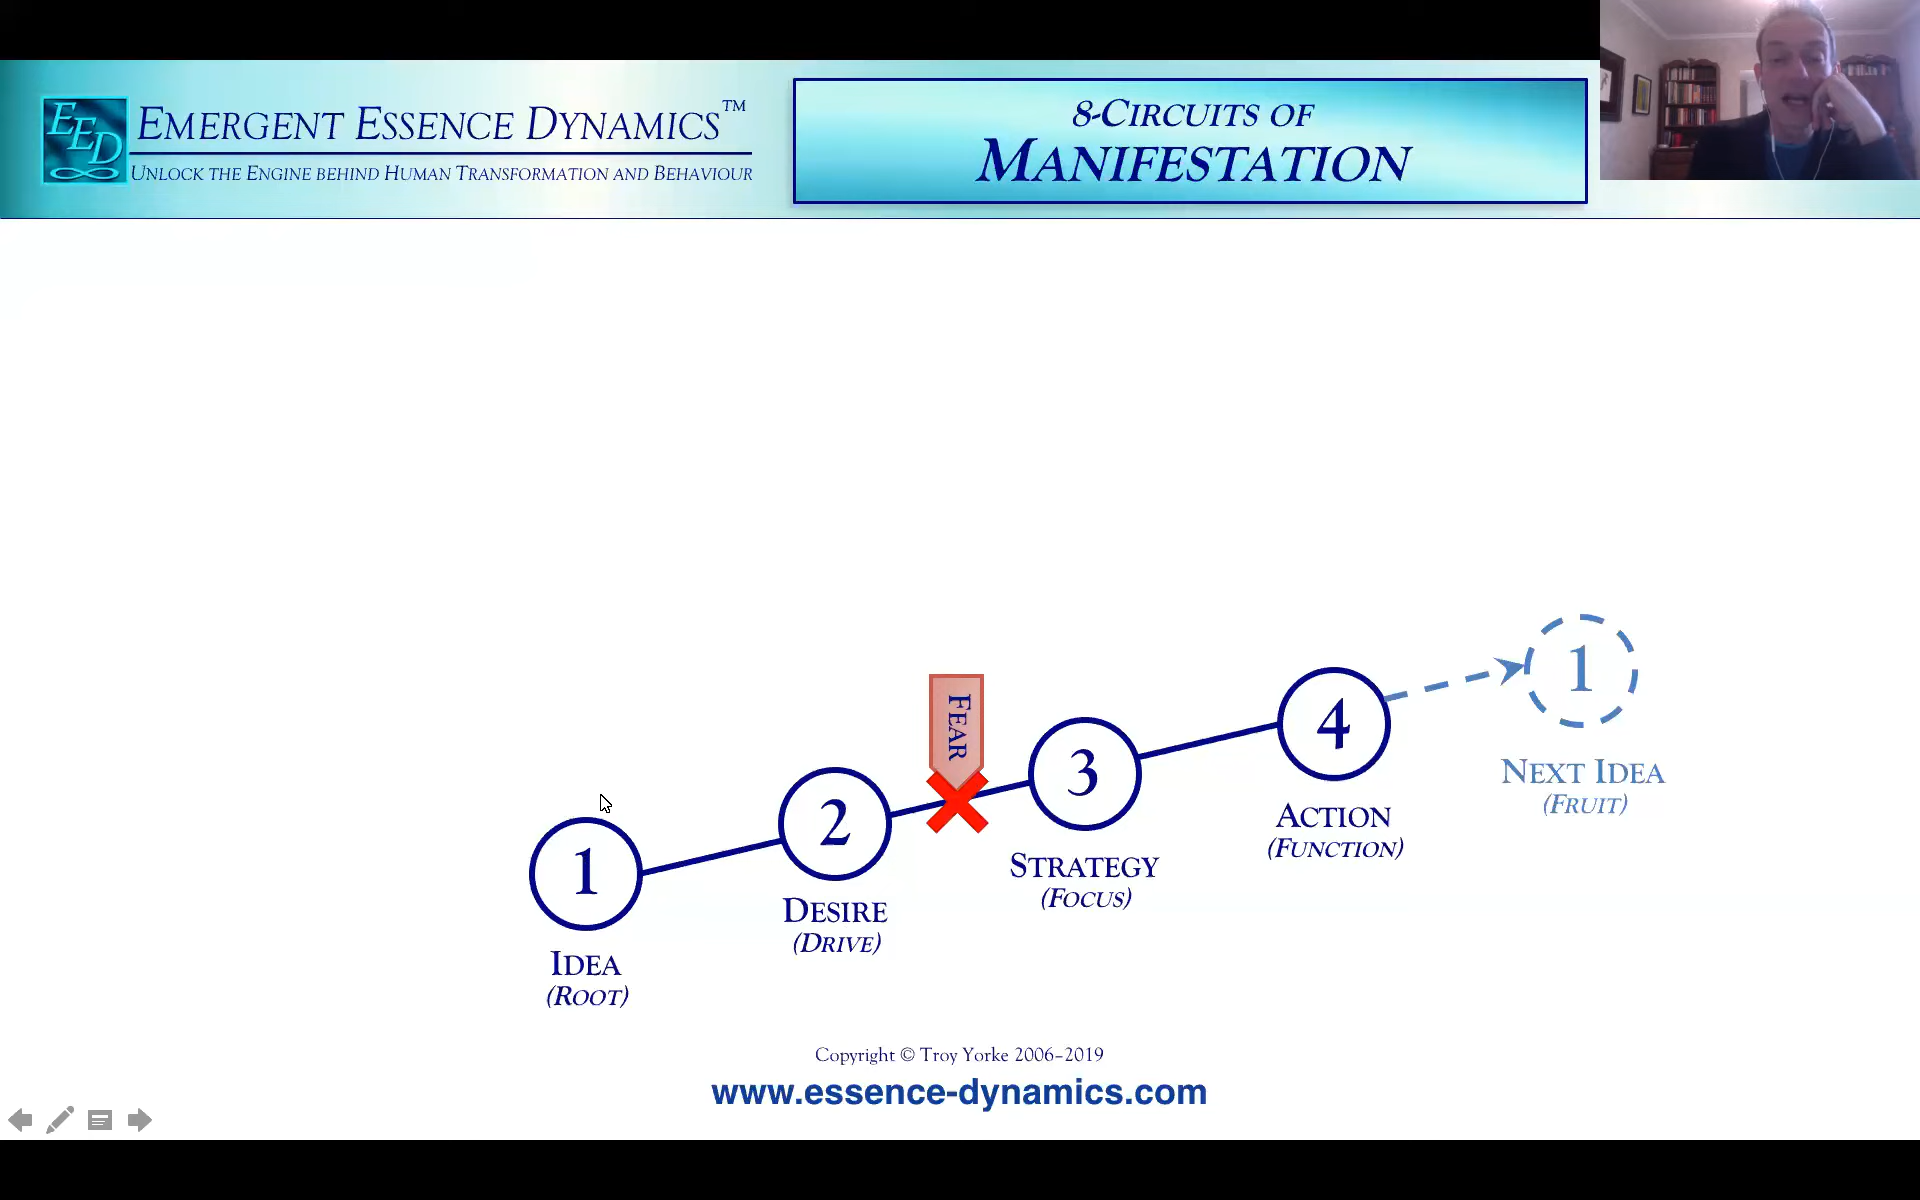 EED
EMERGENT ESSENCE DYNAMICS™
UNLOCK THE ENGINE BEHIND HUMAN TRANSFORMATION AND BEHAVIOUR
8-CIRCUITS OF
MANIFESTATION
FEAR
1
IDEA
(ROOT)
2
DESIRE
(DRIVE)
3
STRATEGY
(FOCUS)
4
ACTION
(FUNCTION)
1
NEXT IDEA
(FRUIT)
Copyright © Troy Yorke 2006–2019
www.essence-dynamics.com